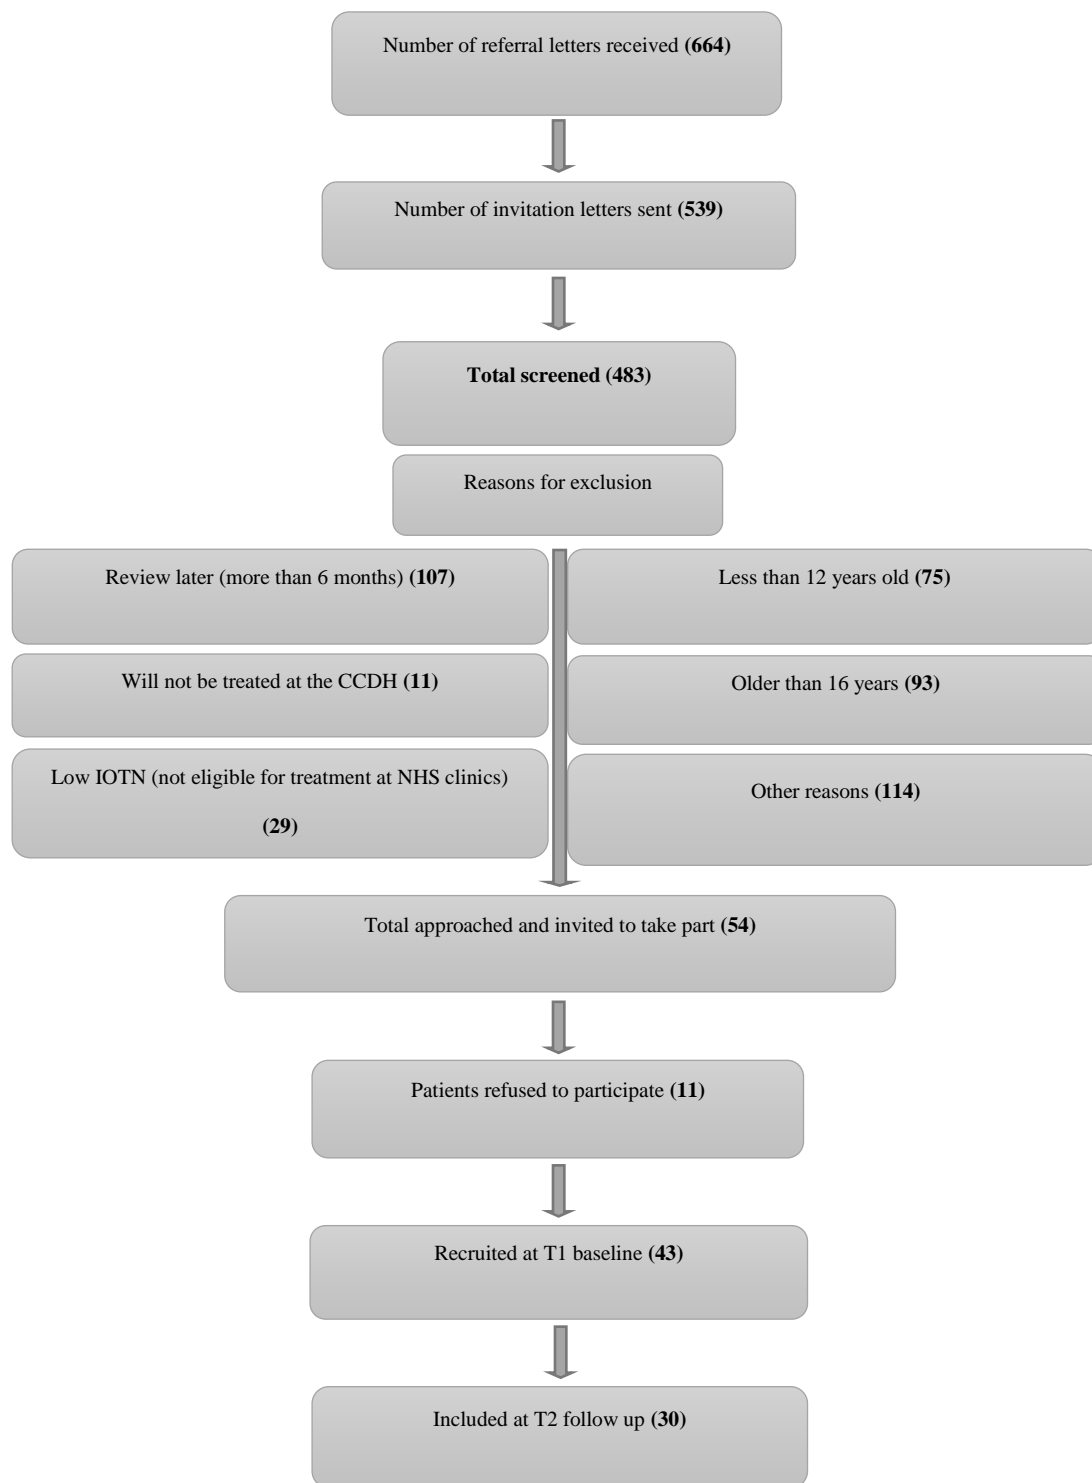 Number of referral letters received (664)
Number of invitation letters sent (539)
Total screened (483)
Reasons for exclusion
Review later (more than 6 months) (107)
Less than 12 years old (75)
Will not be treated at the CCDH (11)
Older than 16 years (93)
Low IOTN (not eligible for treatment at NHS clinics)
(29)
Other reasons (114)
Total approached and invited to take part (54)
Patients refused to participate (11)
Recruited at T1 baseline (43)
Included at T2 follow up (30)